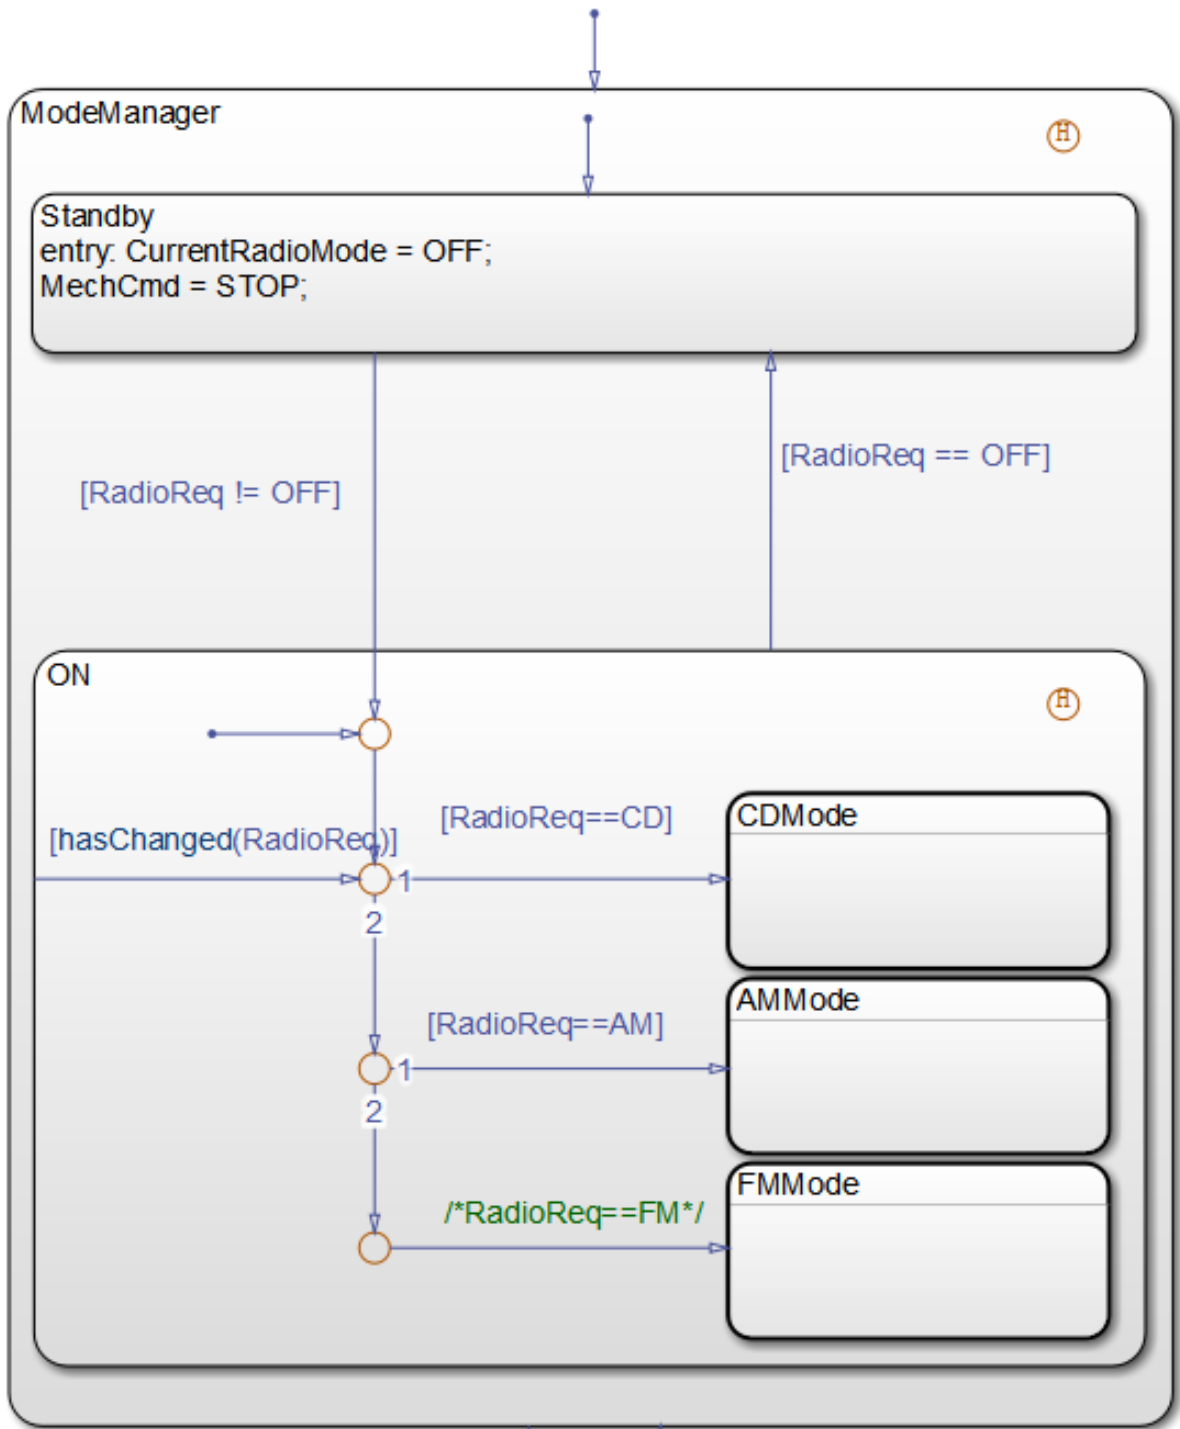 ModeManager
H
Standby
entry: CurrentRadioMode = OFF;
MechCmd = STOP;
[RadioReq == OFF]
[RadioReq != OFF]
ON
H
[RadioReq==CD]
CDMode
[hasChanged(RadioReq)]
1
2
AMMode
[RadioReq==AM]
1
2
FMMode
/*RadioReq==FM*/